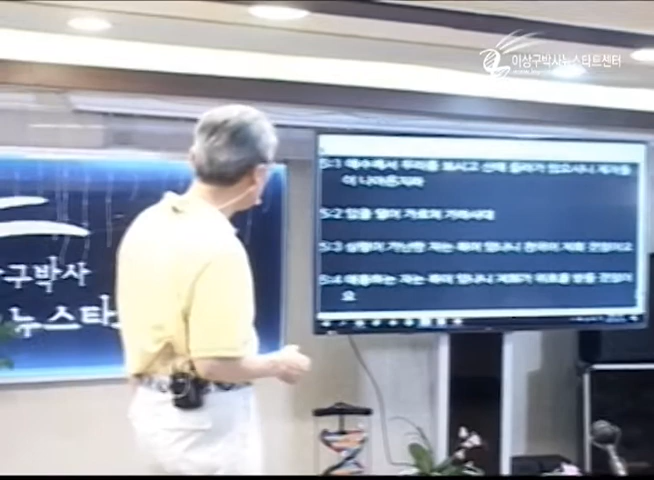 이상구박사뉴스타트센터
구박사
뉴스타
5:1 예수께서 무리를 보시고 산에 올라가 앉으시니 제자들
이 나아온지라
5:2 입을 열어 가르쳐 가라사대
5:3 심령이 가난한 자는 복이 있나니 천국이 저희 것임이요
5:4 애통하는 자는 복이 있나니 저희가 위로를 받을 것임이
요